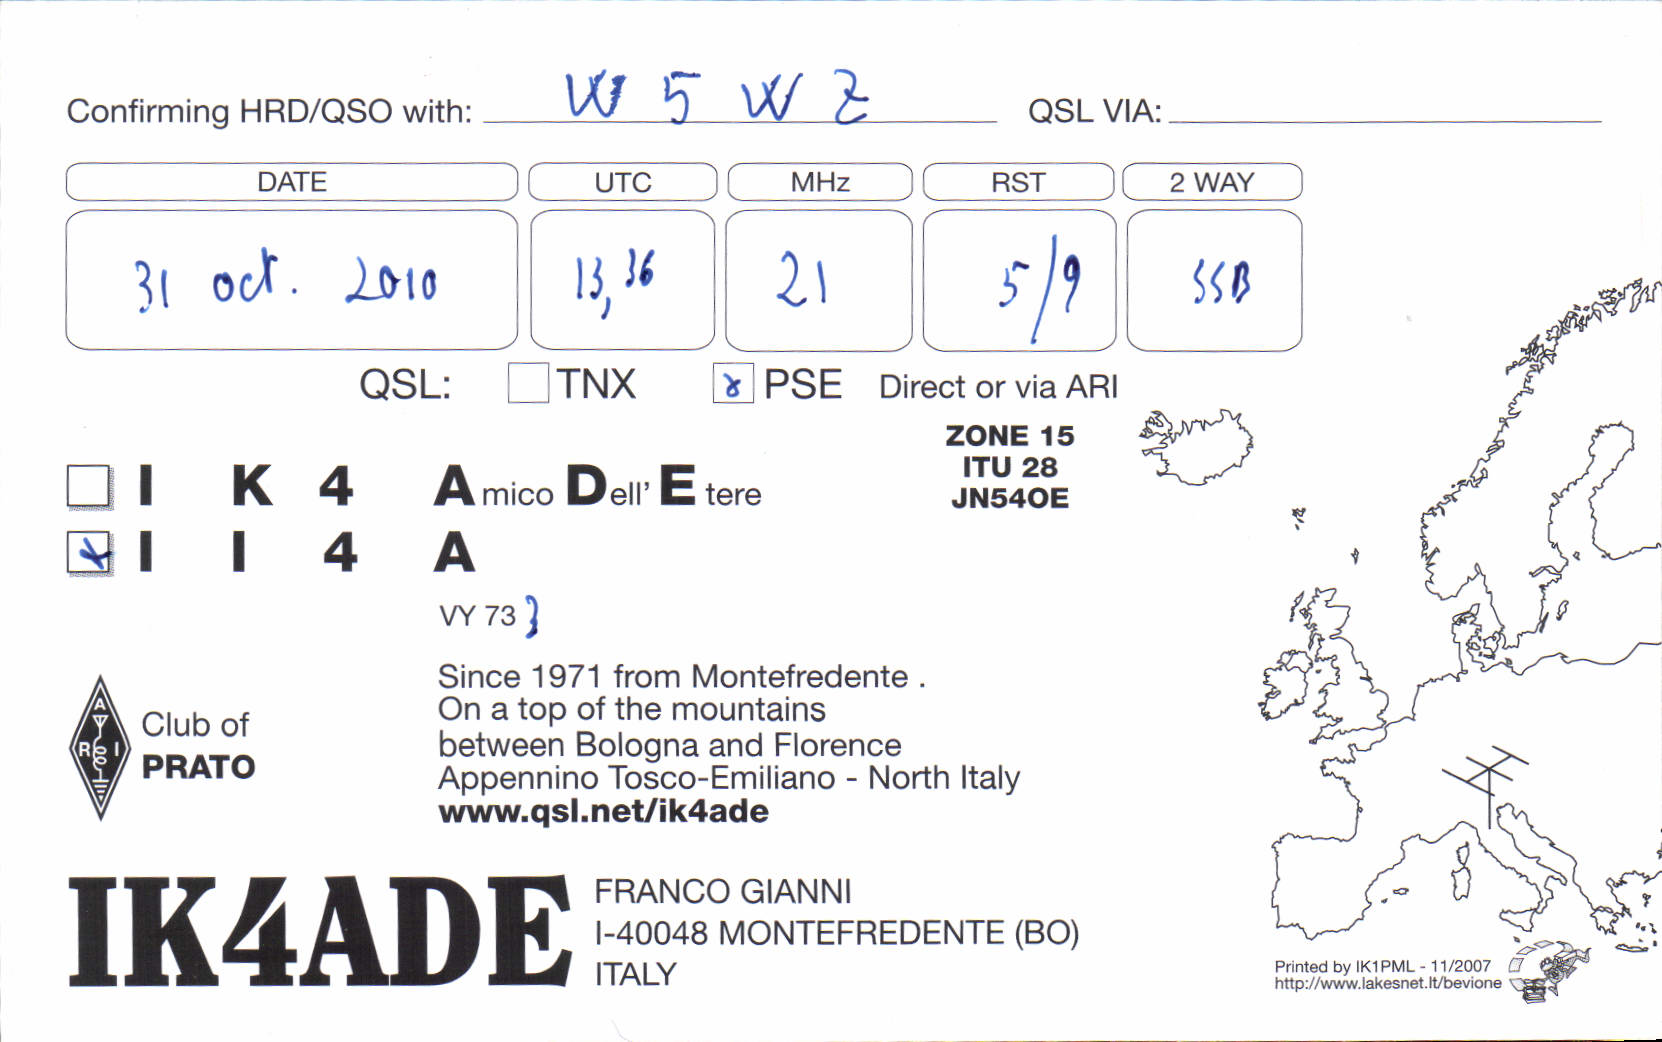 Confirming HRD/QSO with: W5WZ QSL VIA:
DATE UTC MHz RST 2 WAY
31 oct. 2010 13,36 21 5/9 SSB
QSL: TNX PSE Direct or via ARI
ZONE 15
ITU 28
JN54OE
I K 4 Amico Dell' Etere
I I 4 A
VY 73
Since 1971 from Montefredente .
On a top of the mountains
between Bologna and Florence
Appennino Tosco-Emiliano - North Italy
www.qsl.net/ik4ade
A
R I
Club of
PRATO
IK4ADE
FRANCO GIANNI
I-40048 MONTEFREDENTE (BO)
ITALY
Printed by IK1PML - 11/2007
http://www.lakesnet.lt/bevione